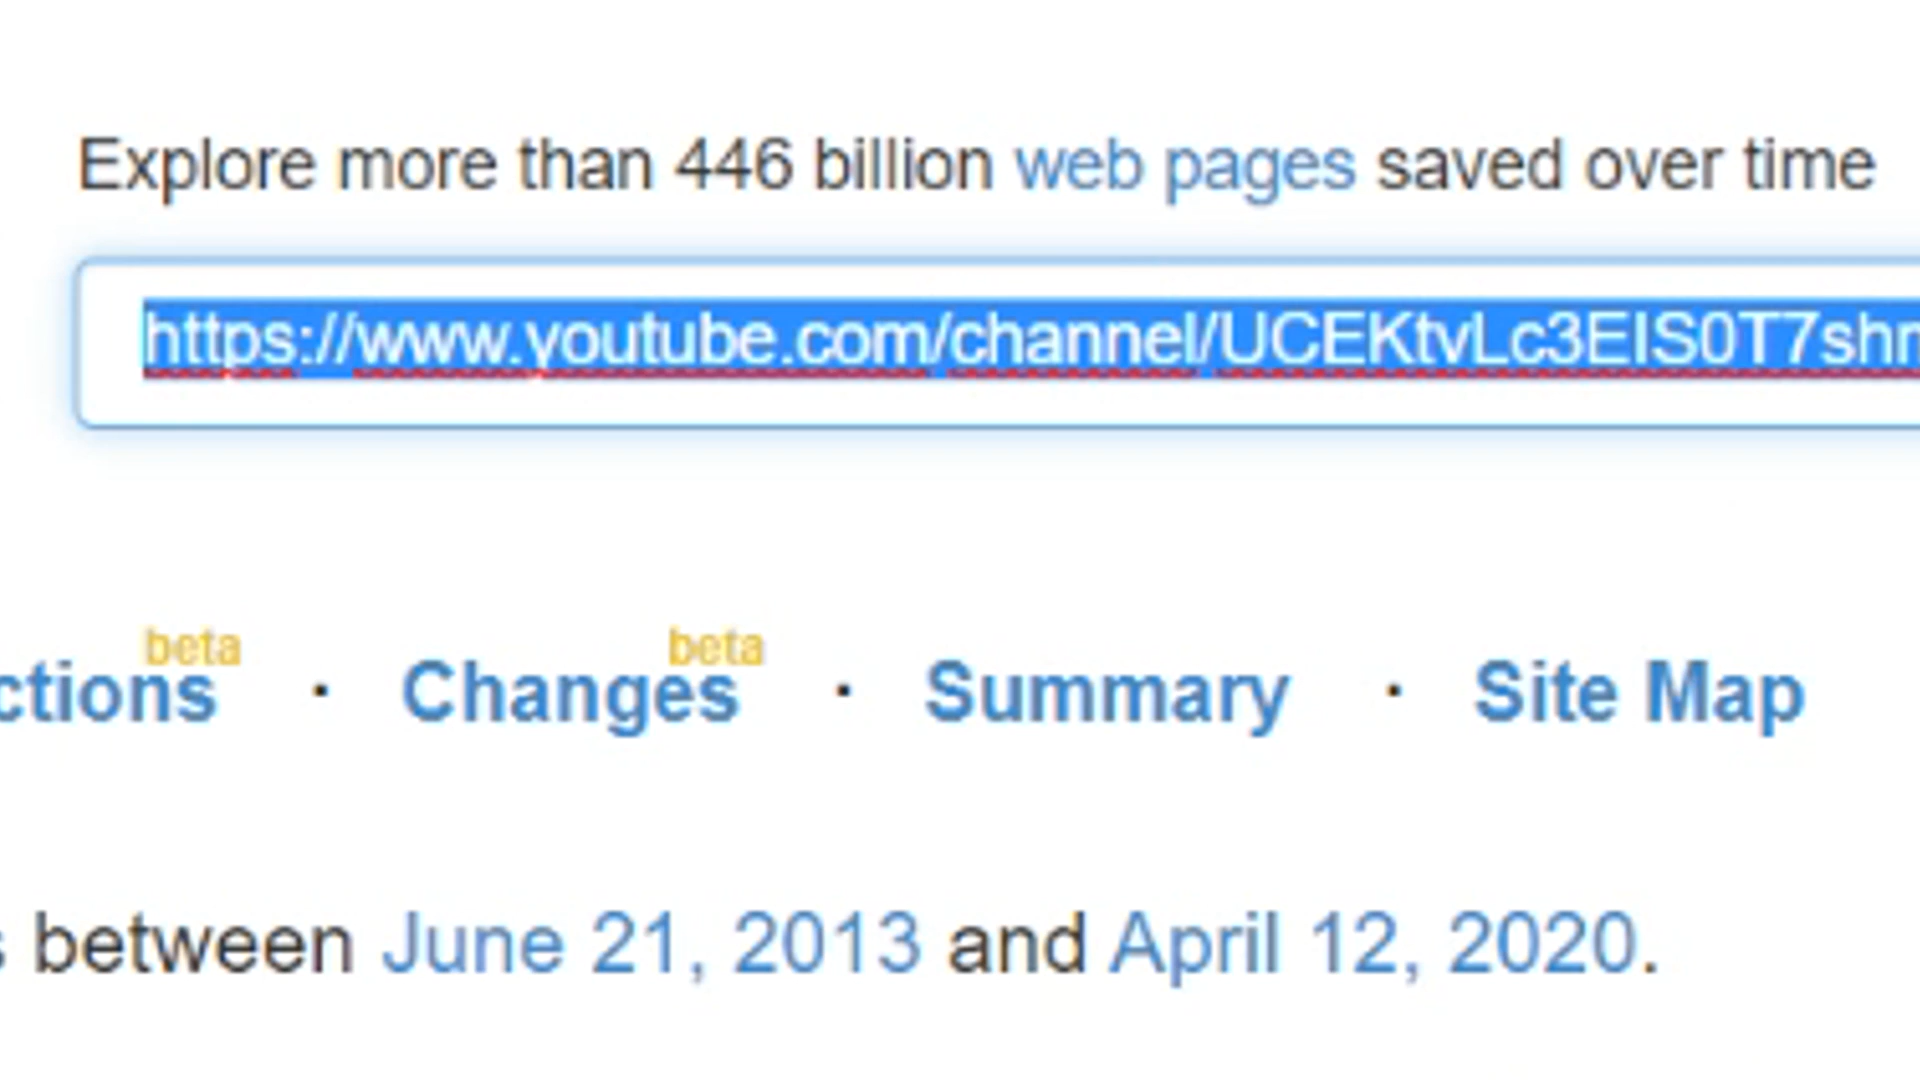 Explore more than 446 billion web pages saved over time
https://www.youtube.com/channel/UCEKtvLc3EIS0T7shr
ctions beta · Changes beta · Summary · Site Map
s between June 21, 2013 and April 12, 2020.